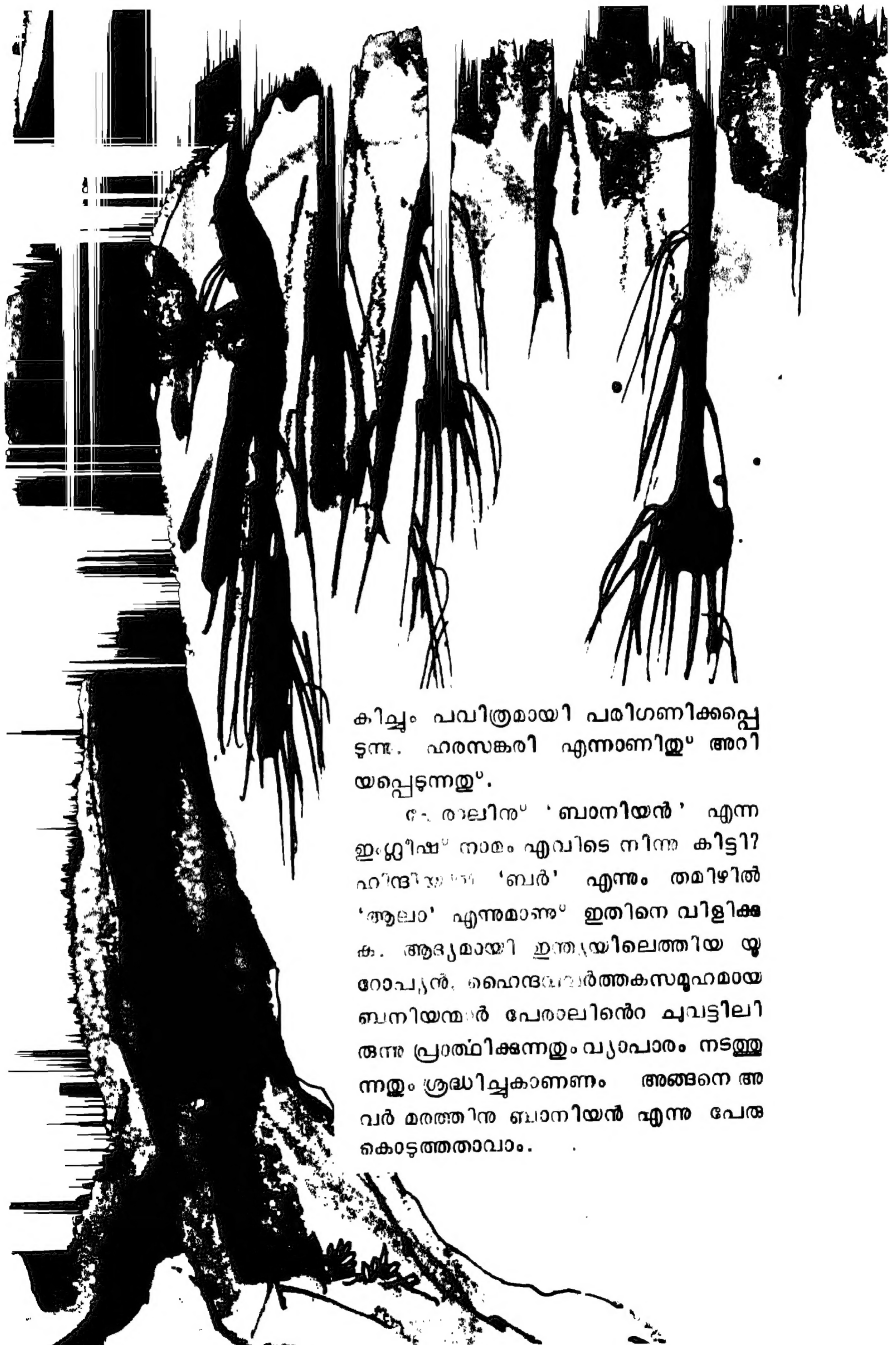 കിച്ചും പവിത്രമായി പരിഗണിക്കപ്പെ
ടുന്നു. ഹരസങ്കരി എന്നാണിതു് അറി
യപ്പെടുന്നതു്.
പേരാലിനു് 'ബാനിയൻ' എന്ന
ഇംഗ്ലീഷ് നാമം എവിടെ നിന്നു കിട്ടി?
ഹിന്ദിയിൽ 'ബർ' എന്നും തമിഴിൽ
'ആലാ' എന്നുമാണു് ഇതിനെ വിളിക്കു
ക. ആദ്യമായി ഇന്ത്യയിലെത്തിയ യൂ
റോപ്യൻ, ഹൈന്ദവവർത്തകസമൂഹമായ
ബനിയന്മാർ പേരാലിൻെറ ചുവട്ടിലി
രുന്നു പ്രാത്ഥിക്കുന്നതും വ്യാപാരം നടത്തു
ന്നതും ശ്രദ്ധിച്ചുകാണണം അങ്ങനെ അ
വർ മരത്തിനു ബാനിയൻ എന്നു പേരു
കൊടുത്തതാവാം.